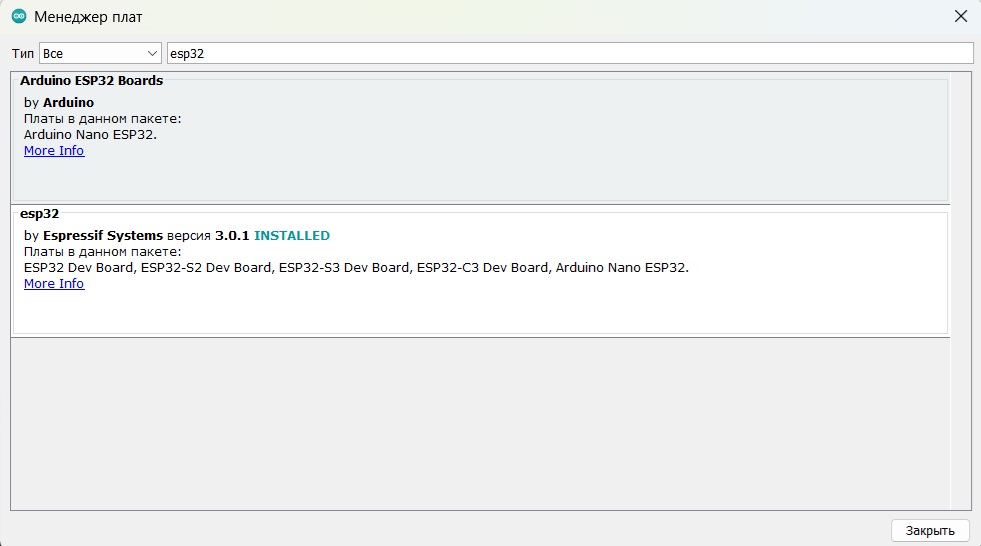 Менеджер плат
Тип Все esp32
Arduino ESP32 Boards
by Arduino
Платы в данном пакете:
Arduino Nano ESP32.
More Info
esp32
by Espressif Systems версия 3.0.1 INSTALLED
Платы в данном пакете:
ESP32 Dev Board, ESP32-S2 Dev Board, ESP32-S3 Dev Board, ESP32-C3 Dev Board, Arduino Nano ESP32.
More Info
Закрыть